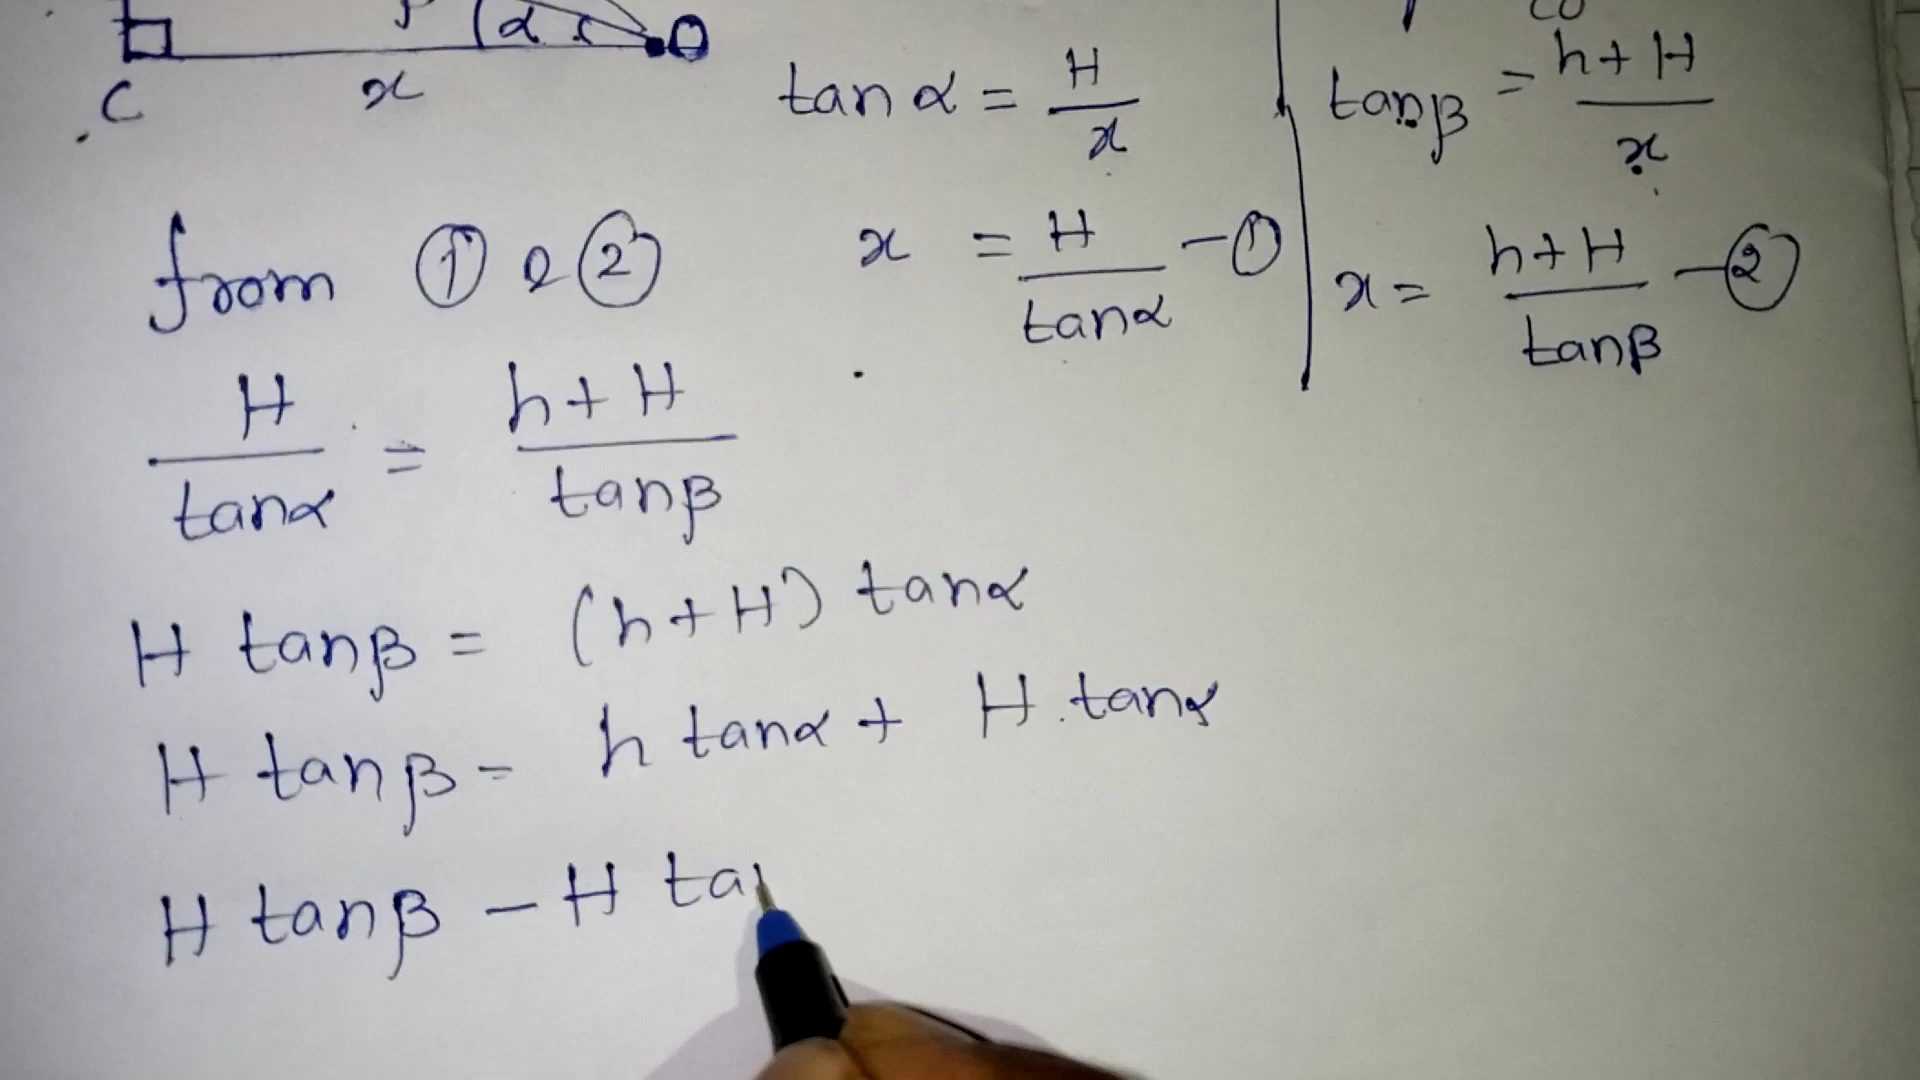 α
C x
tan α = H/x
tanβ = h+H/x
from ① & ②
x = H/tanα - ①
x = h+H/tanβ - ②
H/tanα = h+H/tanβ
H tanβ = (h+H) tanα
H tanβ = h tanα + H.tanα
H tanβ - H ta